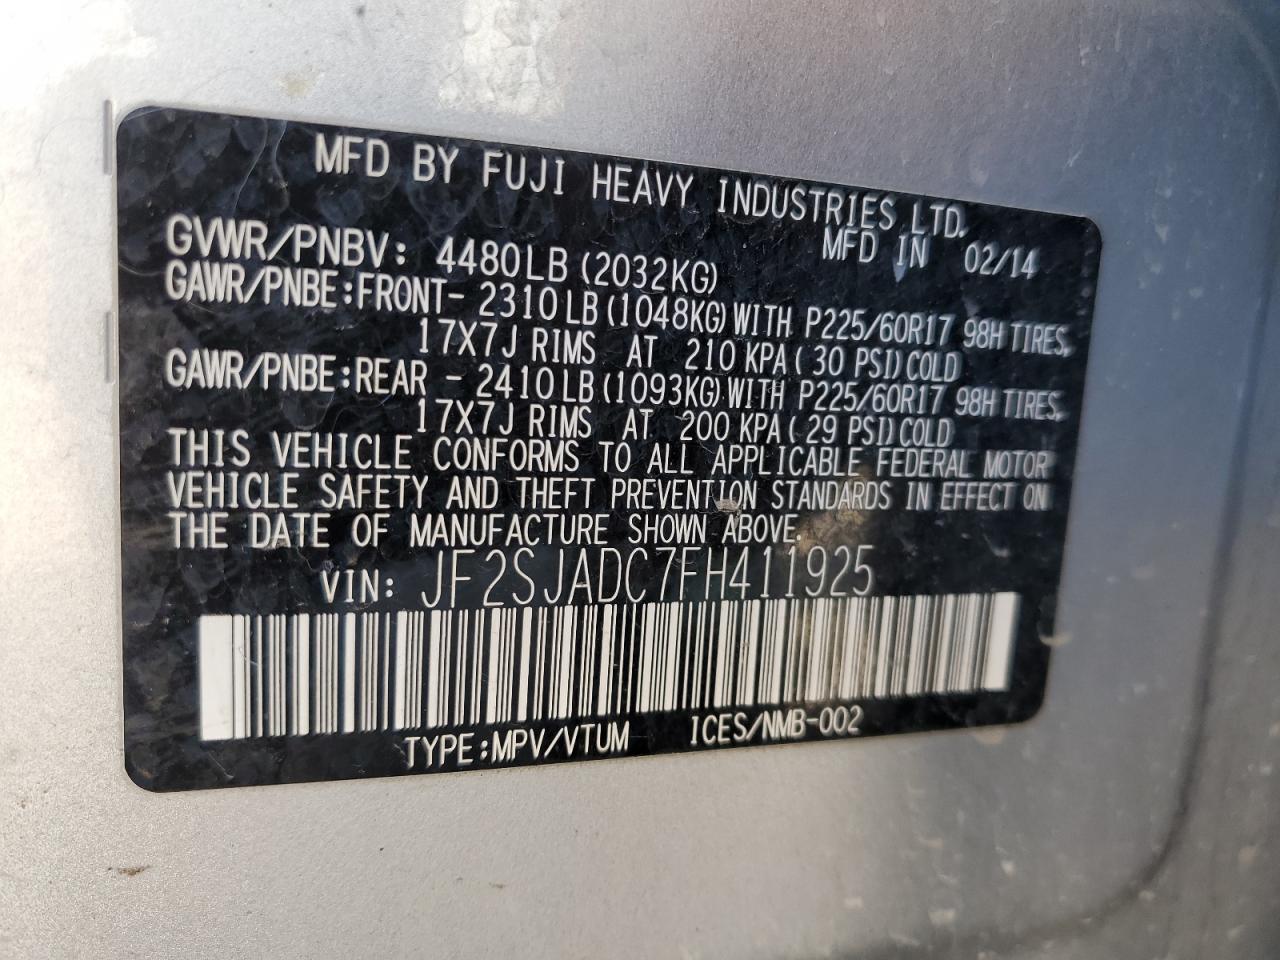 MFD BY FUJI HEAVY INDUSTRIES LTD.
MFD IN 02/14
GVWR/PNBV: 4480LB (2032KG)
GAWR/PNBE:FRONT- 2310LB (1048KG) WITH P225/60R17 98H TIRES,
17X7J RIMS AT 210 KPA ( 30 PSI) COLD
GAWR/PNBE:REAR - 2410LB (1093KG) WITH P225/60R17 98H TIRES,
17X7J RIMS AT 200 KPA ( 29 PSI) COLD
THIS VEHICLE CONFORMS TO ALL APPLICABLE FEDERAL MOTOR
VEHICLE SAFETY AND THEFT PREVENTION STANDARDS IN EFFECT ON
THE DATE OF MANUFACTURE SHOWN ABOVE.
VIN: JF2SJADC7FH411925
TYPE:MPV/VTUM ICES/NMB-002